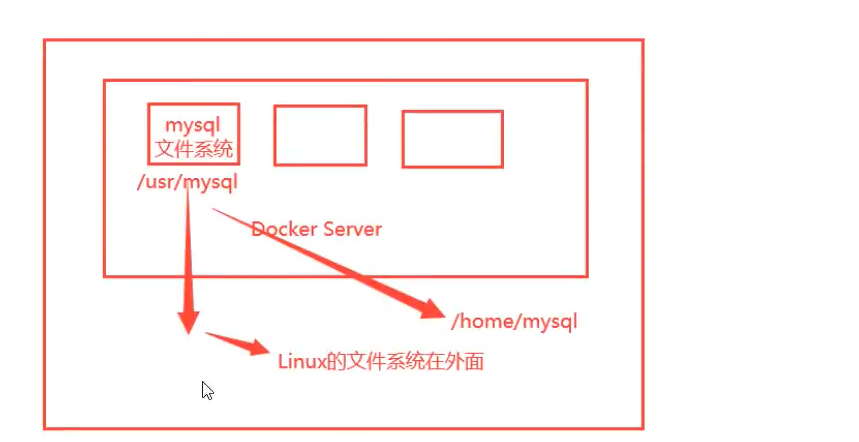 mysql
文件系统
/usr/mysql
Docker Server
/home/mysql
Linux的文件系统在外面